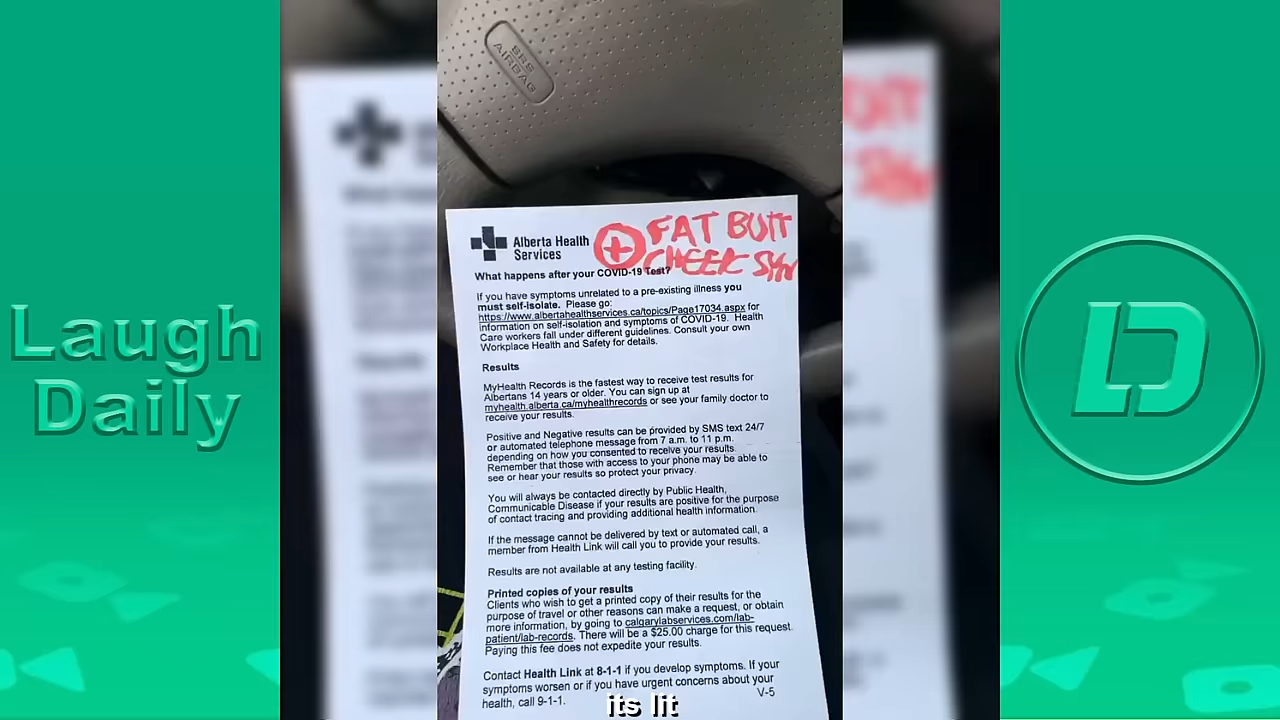 Laugh
Daily
SRS
AIRBAG
Alberta Health
Services
FAT BUTT
CHEEK
What happens after your COVID-19 Test?
If you have symptoms unrelated to a pre-existing illness you
must self-isolate. Please go:
https://www.albertahealthservices.ca/topics/Page17034.aspx for
information on self-isolation and symptoms of COVID-19. Health
Care workers fall under different guidelines. Consult your own
Workplace Health and Safety for details.
Results
MyHealth Records is the fastest way to receive test results for
Albertans 14 years or older. You can sign up at
myhealth.alberta.ca/myhealthrecords or see your family doctor to
receive your results.
Positive and Negative results can be provided by SMS text 24/7
or automated telephone message from 7 a.m. to 11 p.m.
depending on how you consented to receive your results.
Remember that those with access to your phone may be able to
see or hear your results so protect your privacy.
You will always be contacted directly by Public Health,
Communicable Disease if your results are positive for the purpose
of contact tracing and providing additional health information.
If the message cannot be delivered by text or automated call, a
member from Health Link will call you to provide your results.
Results are not available at any testing facility.
Printed copies of your results
Clients who wish to get a printed copy of their results for the
purpose of travel or other reasons can make a request, or obtain
more information, by going to calgarylabservices.com/lab-
patient/lab-records. There will be a $25.00 charge for this request.
Paying this fee does not expedite your results.
Contact Health Link at 8-1-1 if you develop symptoms. If your
symptoms worsen or if you have urgent concerns about your
health, call 9-1-1.
V-5
its lit
LD